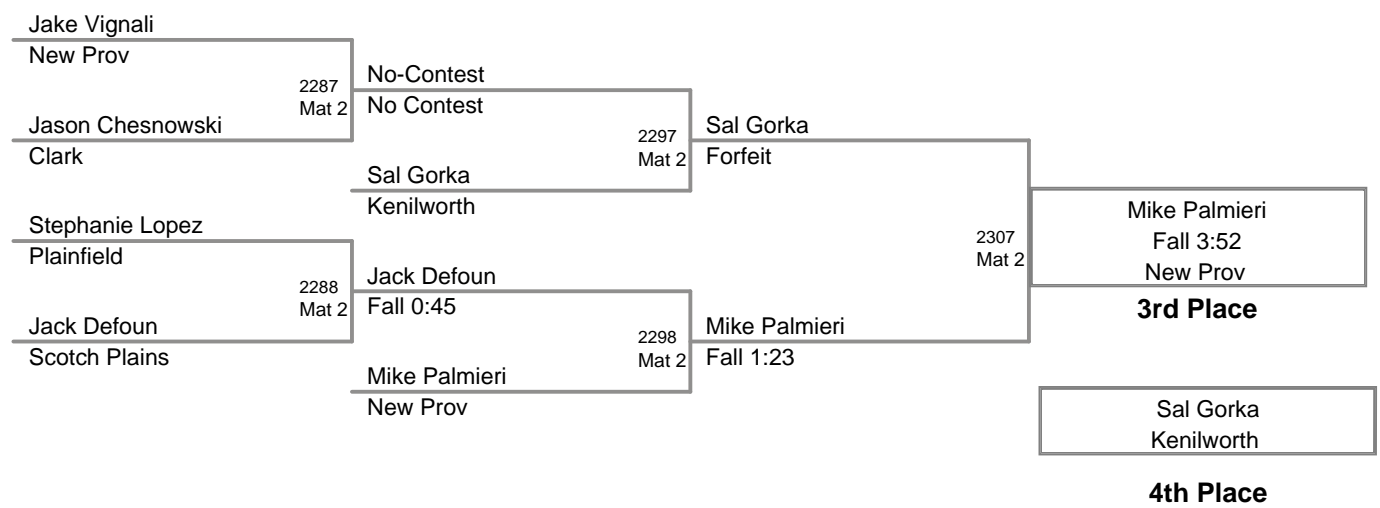 Jake Vignali
New Prov
2287
Mat 2
Jason Chesnowski
Clark
No-Contest
No Contest
Sal Gorka
Kenilworth
2297
Mat 2
Sal Gorka
Forfeit
Stephanie Lopez
Plainfield
2288
Mat 2
Jack Defoun
Scotch Plains
Jack Defoun
Fall 0:45
Mike Palmieri
New Prov
2298
Mat 2
Mike Palmieri
Fall 1:23
2307
Mat 2
Mike Palmieri
Fall 3:52
New Prov
3rd Place
Sal Gorka
Kenilworth
4th Place